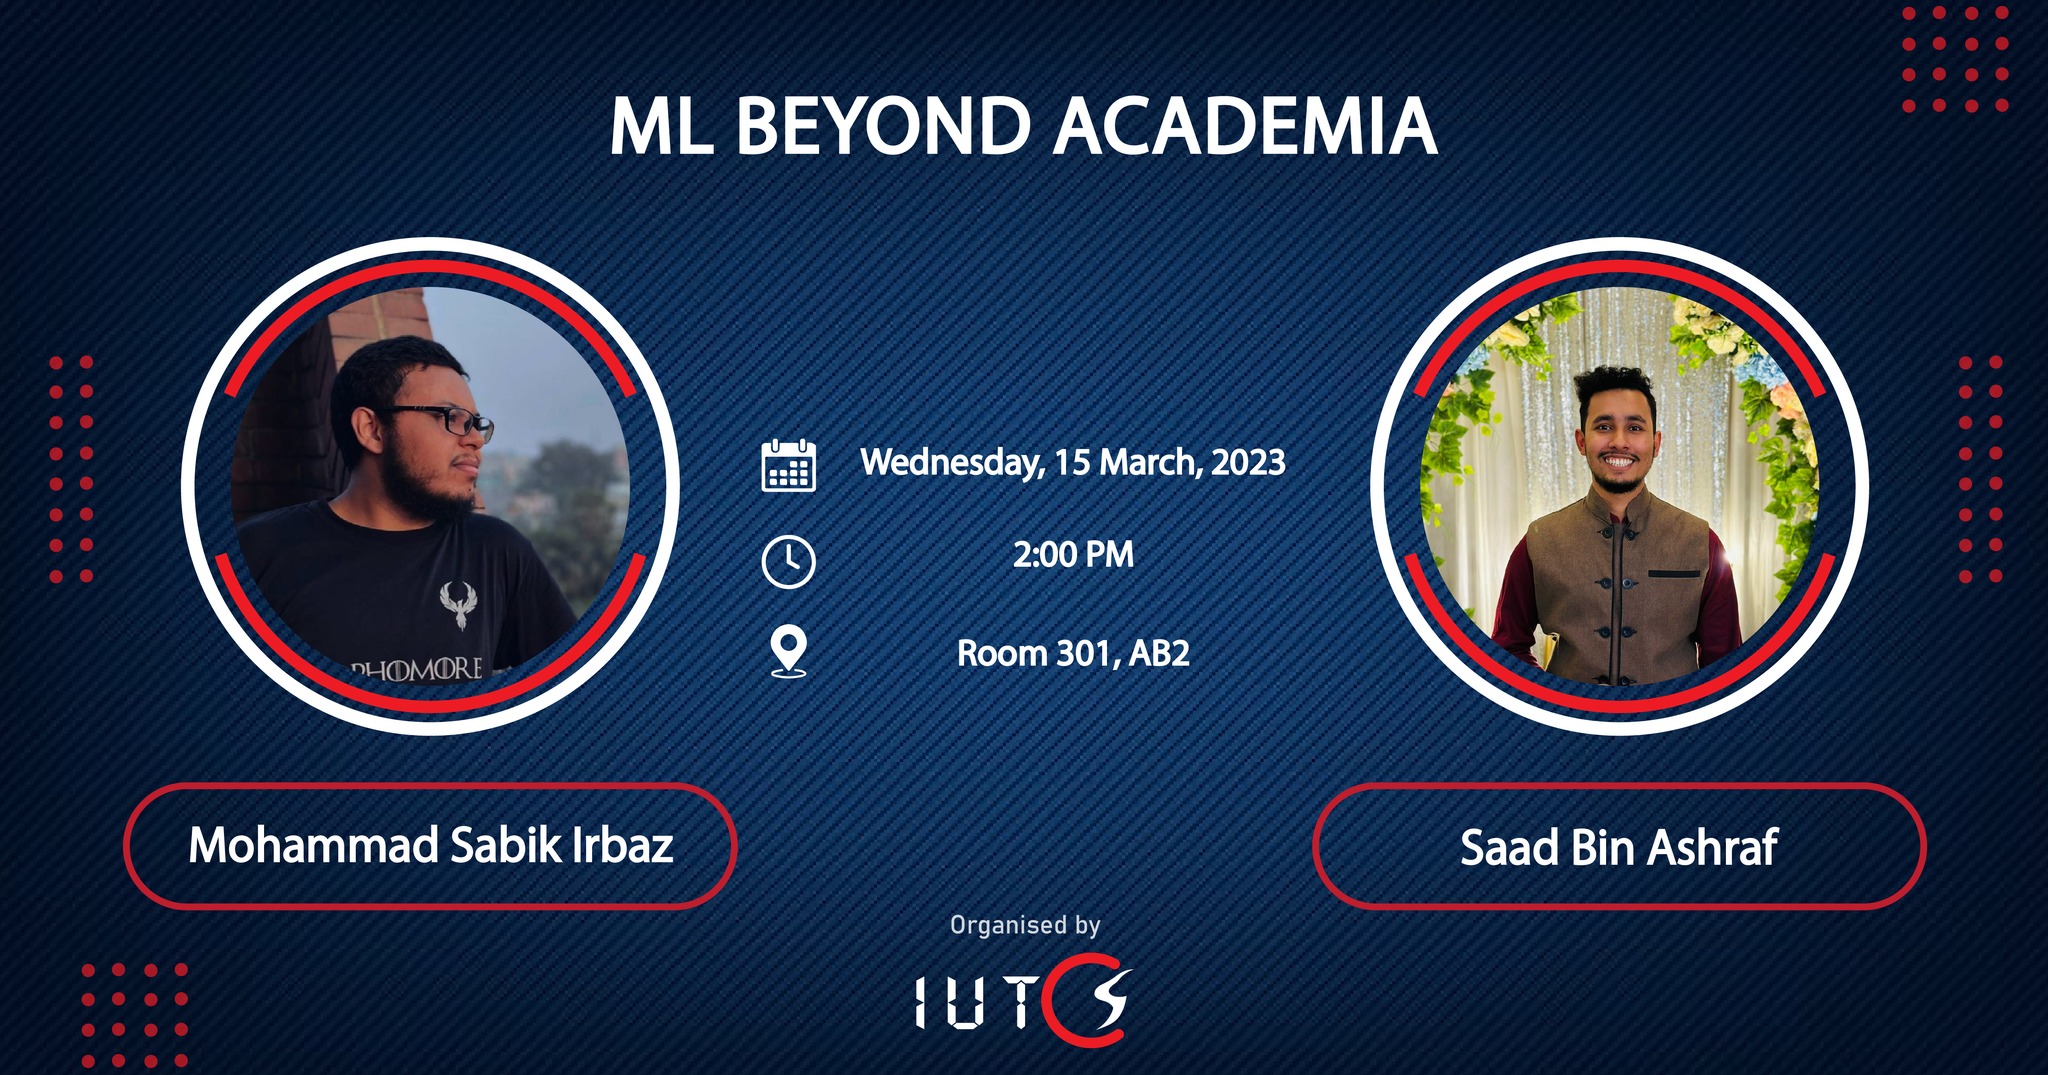 ML BEYOND ACADEMIA
Wednesday, 15 March, 2023
2:00 PM
Room 301, AB2
PHOMORE
Mohammad Sabik Irbaz
Saad Bin Ashraf
Organised by
IUTCS